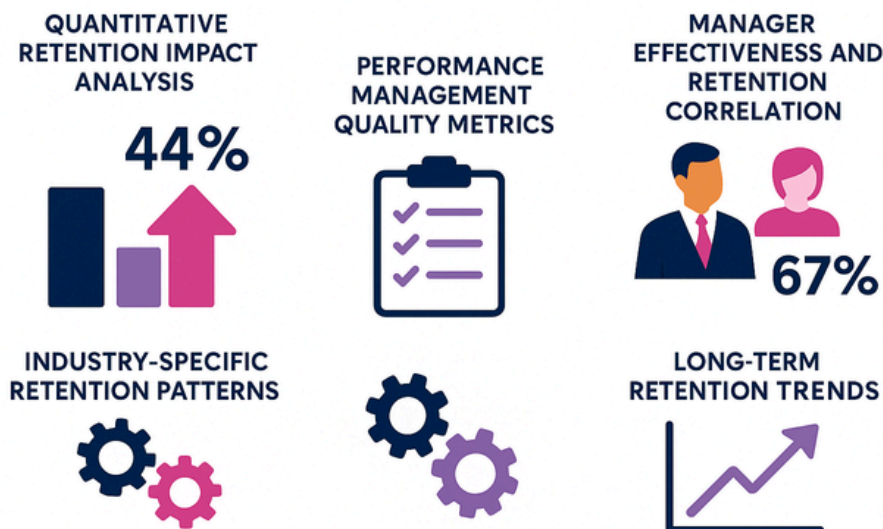 QUANTITATIVE
RETENTION IMPACT
ANALYSIS
44%
PERFORMANCE
MANAGEMENT
QUALITY METRICS
MANAGER
EFFECTIVENESS AND
RETENTION
CORRELATION
67%
INDUSTRY-SPECIFIC
RETENTION PATTERNS
LONG-TERM
RETENTION TRENDS